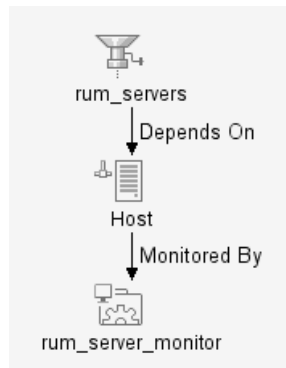 rum_servers
Depends On
Host
Monitored By
rum_server_monitor